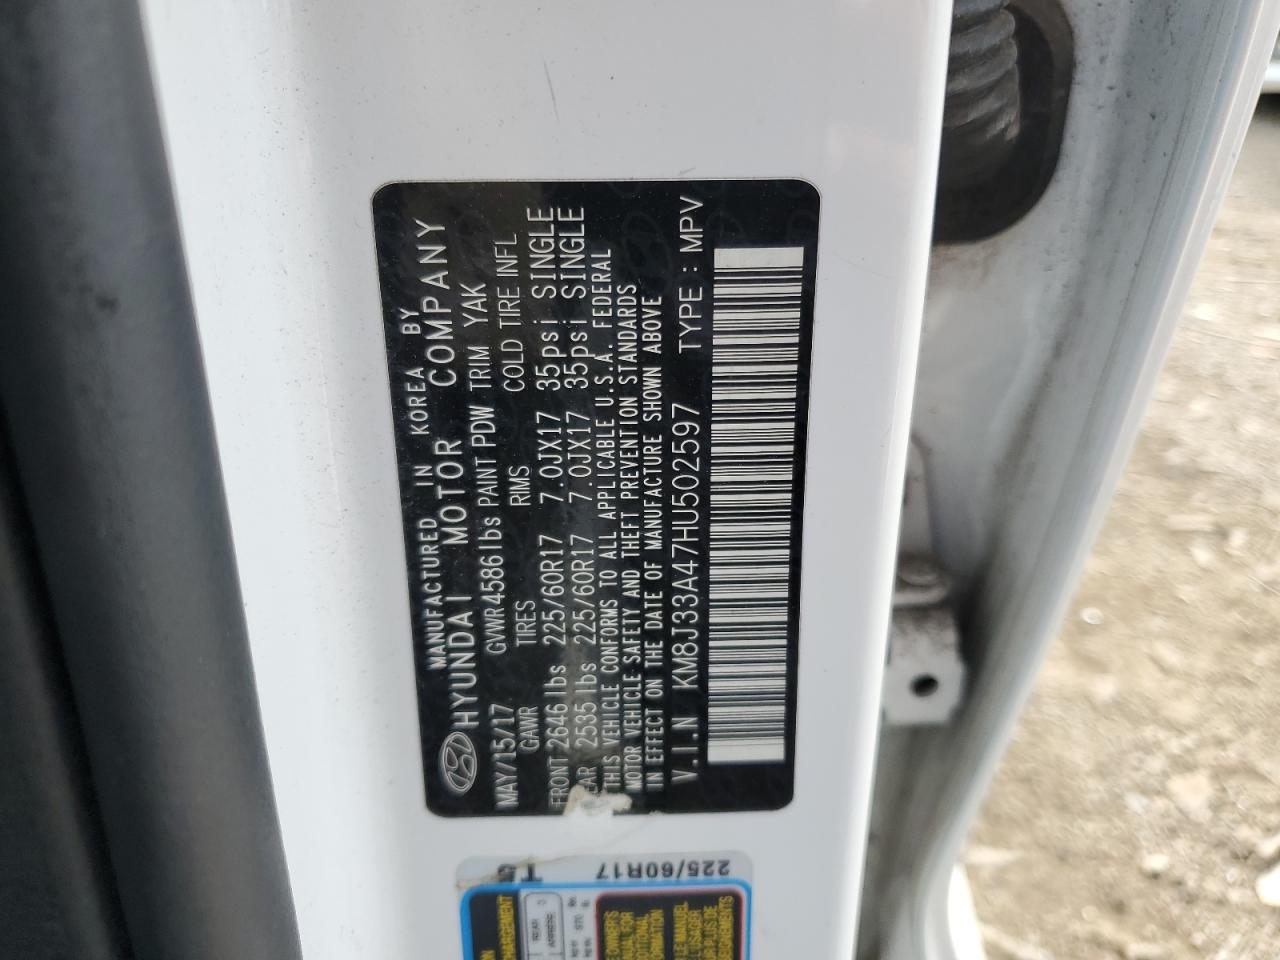 MANUFACTURED IN KOREA BY
HYUNDAI MOTOR COMPANY
MAY/15/17 GVWR4586lbs PAINT PDW TRIM YAK
GAWR TIRES RIMS COLD TIRE INFL
FRONT 2646lbs 225/60R17 7.0JX17 35psi SINGLE
EAR 2535lbs 225/60R17 7.0JX17 35psi SINGLE
THIS VEHICLE CONFORMS TO ALL APPLICABLE U.S.A. FEDERAL
MOTOR VEHICLE SAFETY AND THEFT PREVENTION STANDARDS
IN EFFECT ON THE DATE OF MANUFACTURE SHOWN ABOVE
V.I.N KM8J33A47HU502597 TYPE : MPV
225/60R17
REAR
ARRIERE